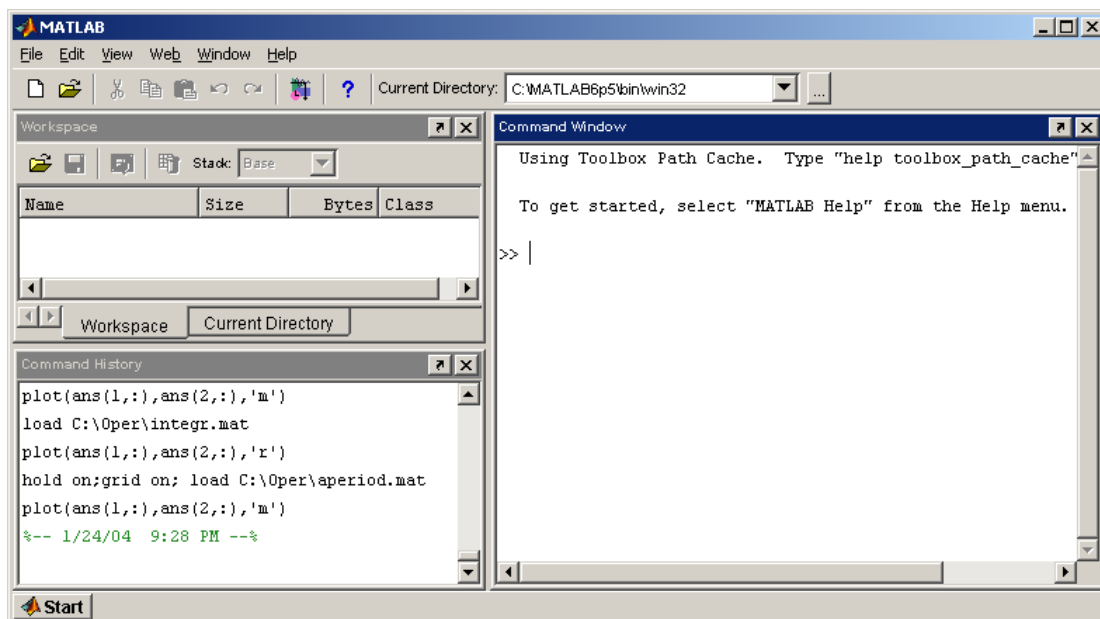 MATLAB
File Edit View Web Window Help
Current Directory: C:\MATLAB6p5\bin\win32 ...
Workspace
Stack: Base
Name Size Bytes Class
Workspace Current Directory
Command History
plot(ans(1,:),ans(2,:),'m')
load C:\Oper\integr.mat
plot(ans(1,:),ans(2,:),'r')
hold on;grid on; load C:\Oper\aperiod.mat
plot(ans(1,:),ans(2,:),'m')
%-- 1/24/04 9:28 PM --%
Command Window
Using Toolbox Path Cache. Type "help toolbox_path_cache"
To get started, select "MATLAB Help" from the Help menu.
>>
Start